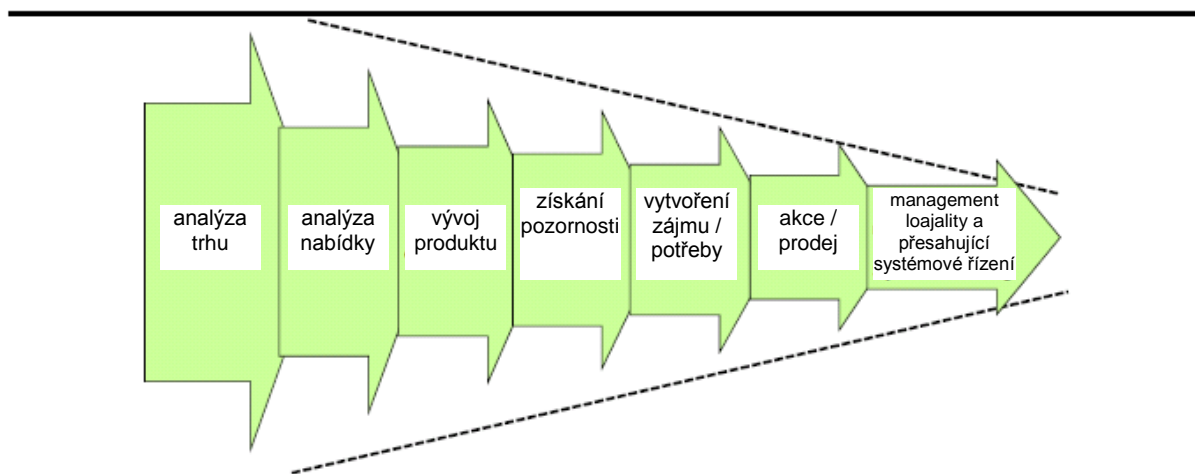 analýza
trhu
analýza
nabídky
vývoj
produktu
získání
pozornosti
vytvoření
zájmu /
potřeby
akce /
prodej
management
loajality a
přesahující
systémové řízení